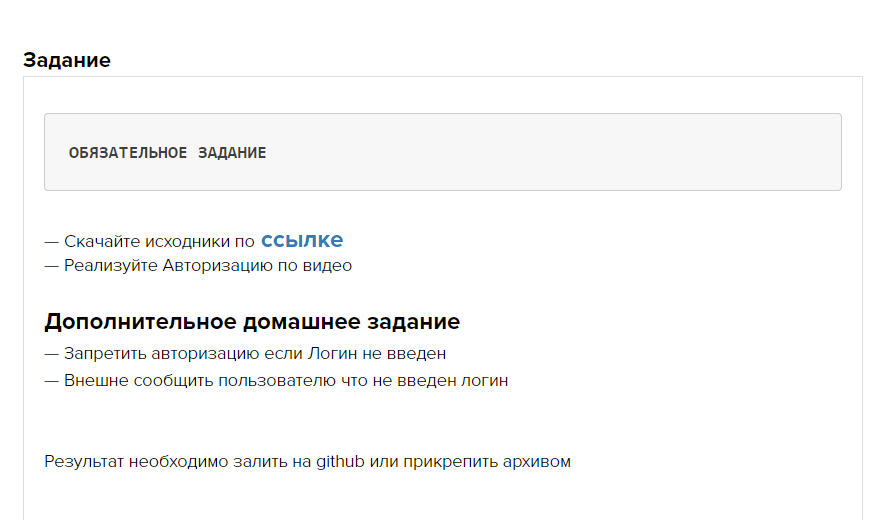 Задание
ОБЯЗАТЕЛЬНОЕ ЗАДАНИЕ
— Скачайте исходники по ссылке
— Реализуйте Авторизацию по видео
Дополнительное домашнее задание
— Запретить авторизацию если Логин не введен
— Внешне сообщить пользователю что не введен логин
Результат необходимо залить на github или прикрепить архивом